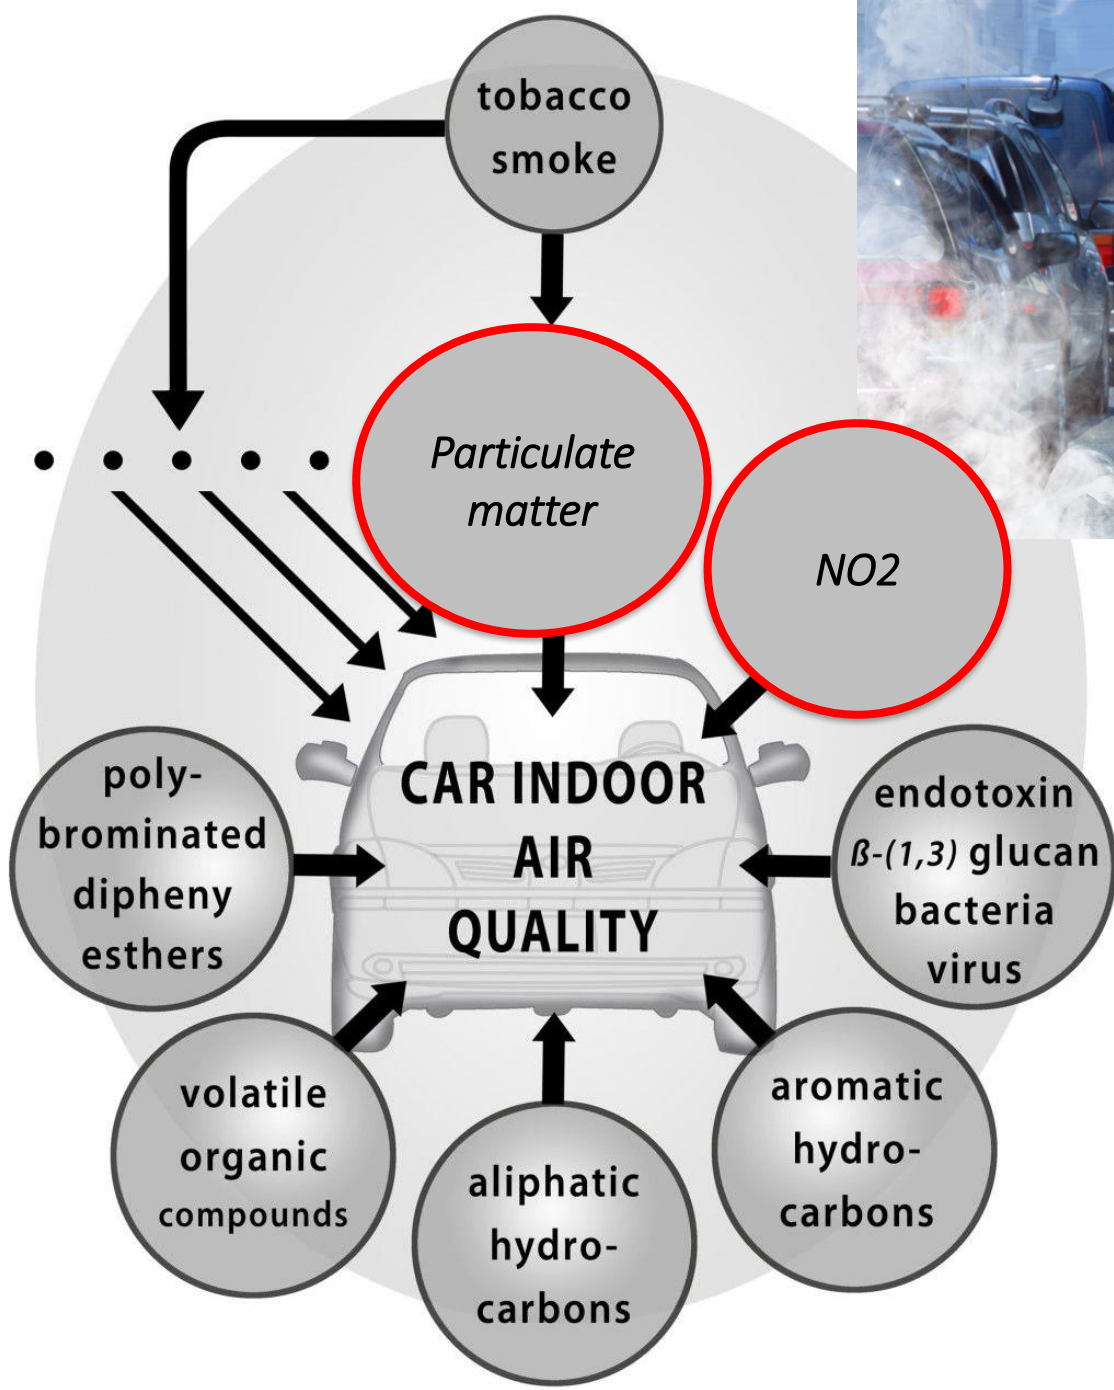 tobacco
smoke
Particulate
matter
NO2
CAR INDOOR
AIR
QUALITY
poly-
brominated
dipheny
esthers
endotoxin
ß-(1,3) glucan
bacteria
virus
volatile
organic
compounds
aliphatic
hydro-
carbons
aromatic
hydro-
carbons